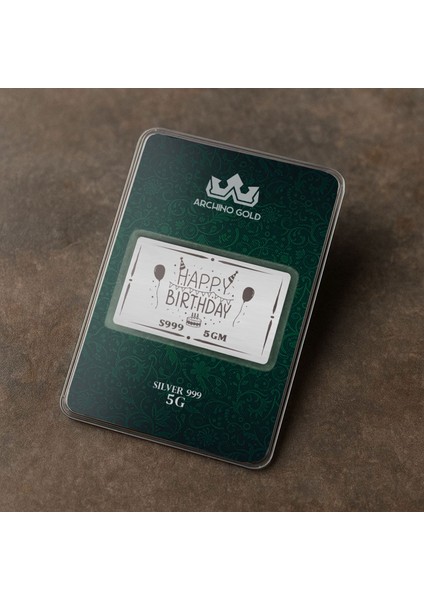 ARCHINO GOLD
HAPPY
BIRTHDAY
S999 5GM
SILVER 999
5G